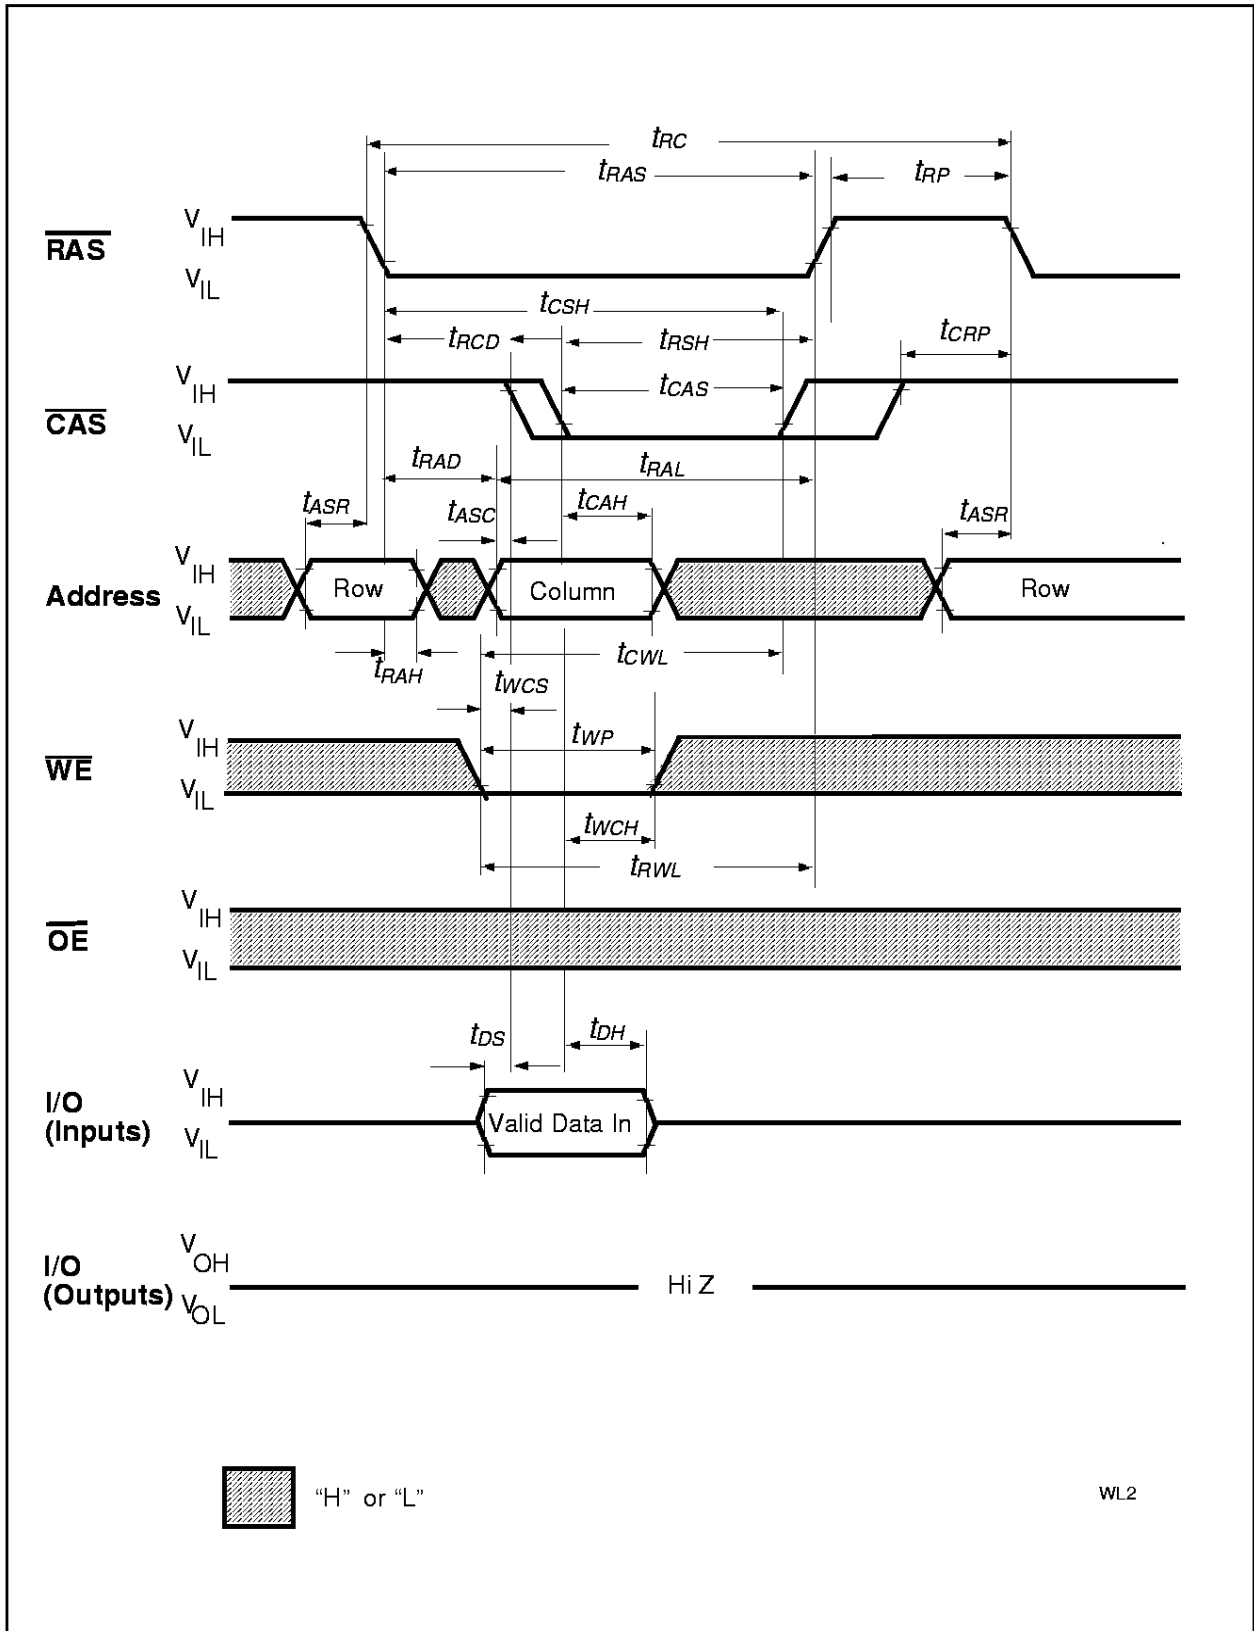 tRC
tRAS
tRP
RAS
VIH
VIL
tCSH
tRCD
tRSH
tCRP
CAS
VIH
tCAS
VIL
tRAD
tRAL
tASR
tASC
tCAH
tASR
Address
VIH
Row
Column
Row
VIL
tRAH
tCWL
tWCS
WE
VIH
tWP
VIL
tWCH
tRWL
OE
VIH
VIL
tDS
tDH
I/O
(Inputs)
VIH
Valid Data In
VIL
I/O
(Outputs)
VOH
Hi Z
VOL
“H” or “L”
WL2